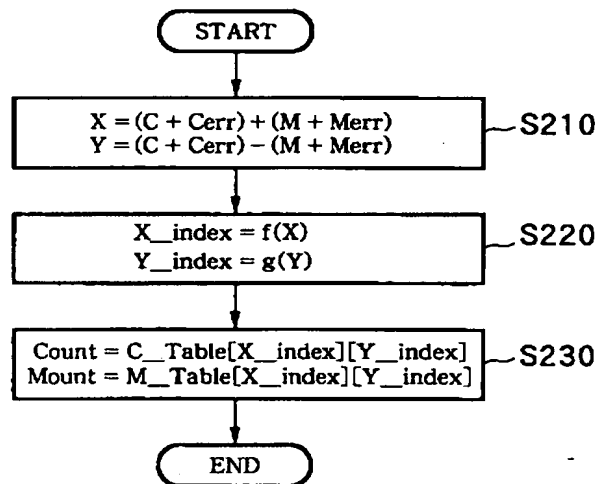 START
X = (C + Cerr) + (M + Merr)
Y = (C + Cerr) − (M + Merr)
S210
X__index = f(X)
Y__index = g(Y)
S220
Count = C__Table[X__index][Y__index]
Mount = M__Table[X__index][Y__index]
S230
END